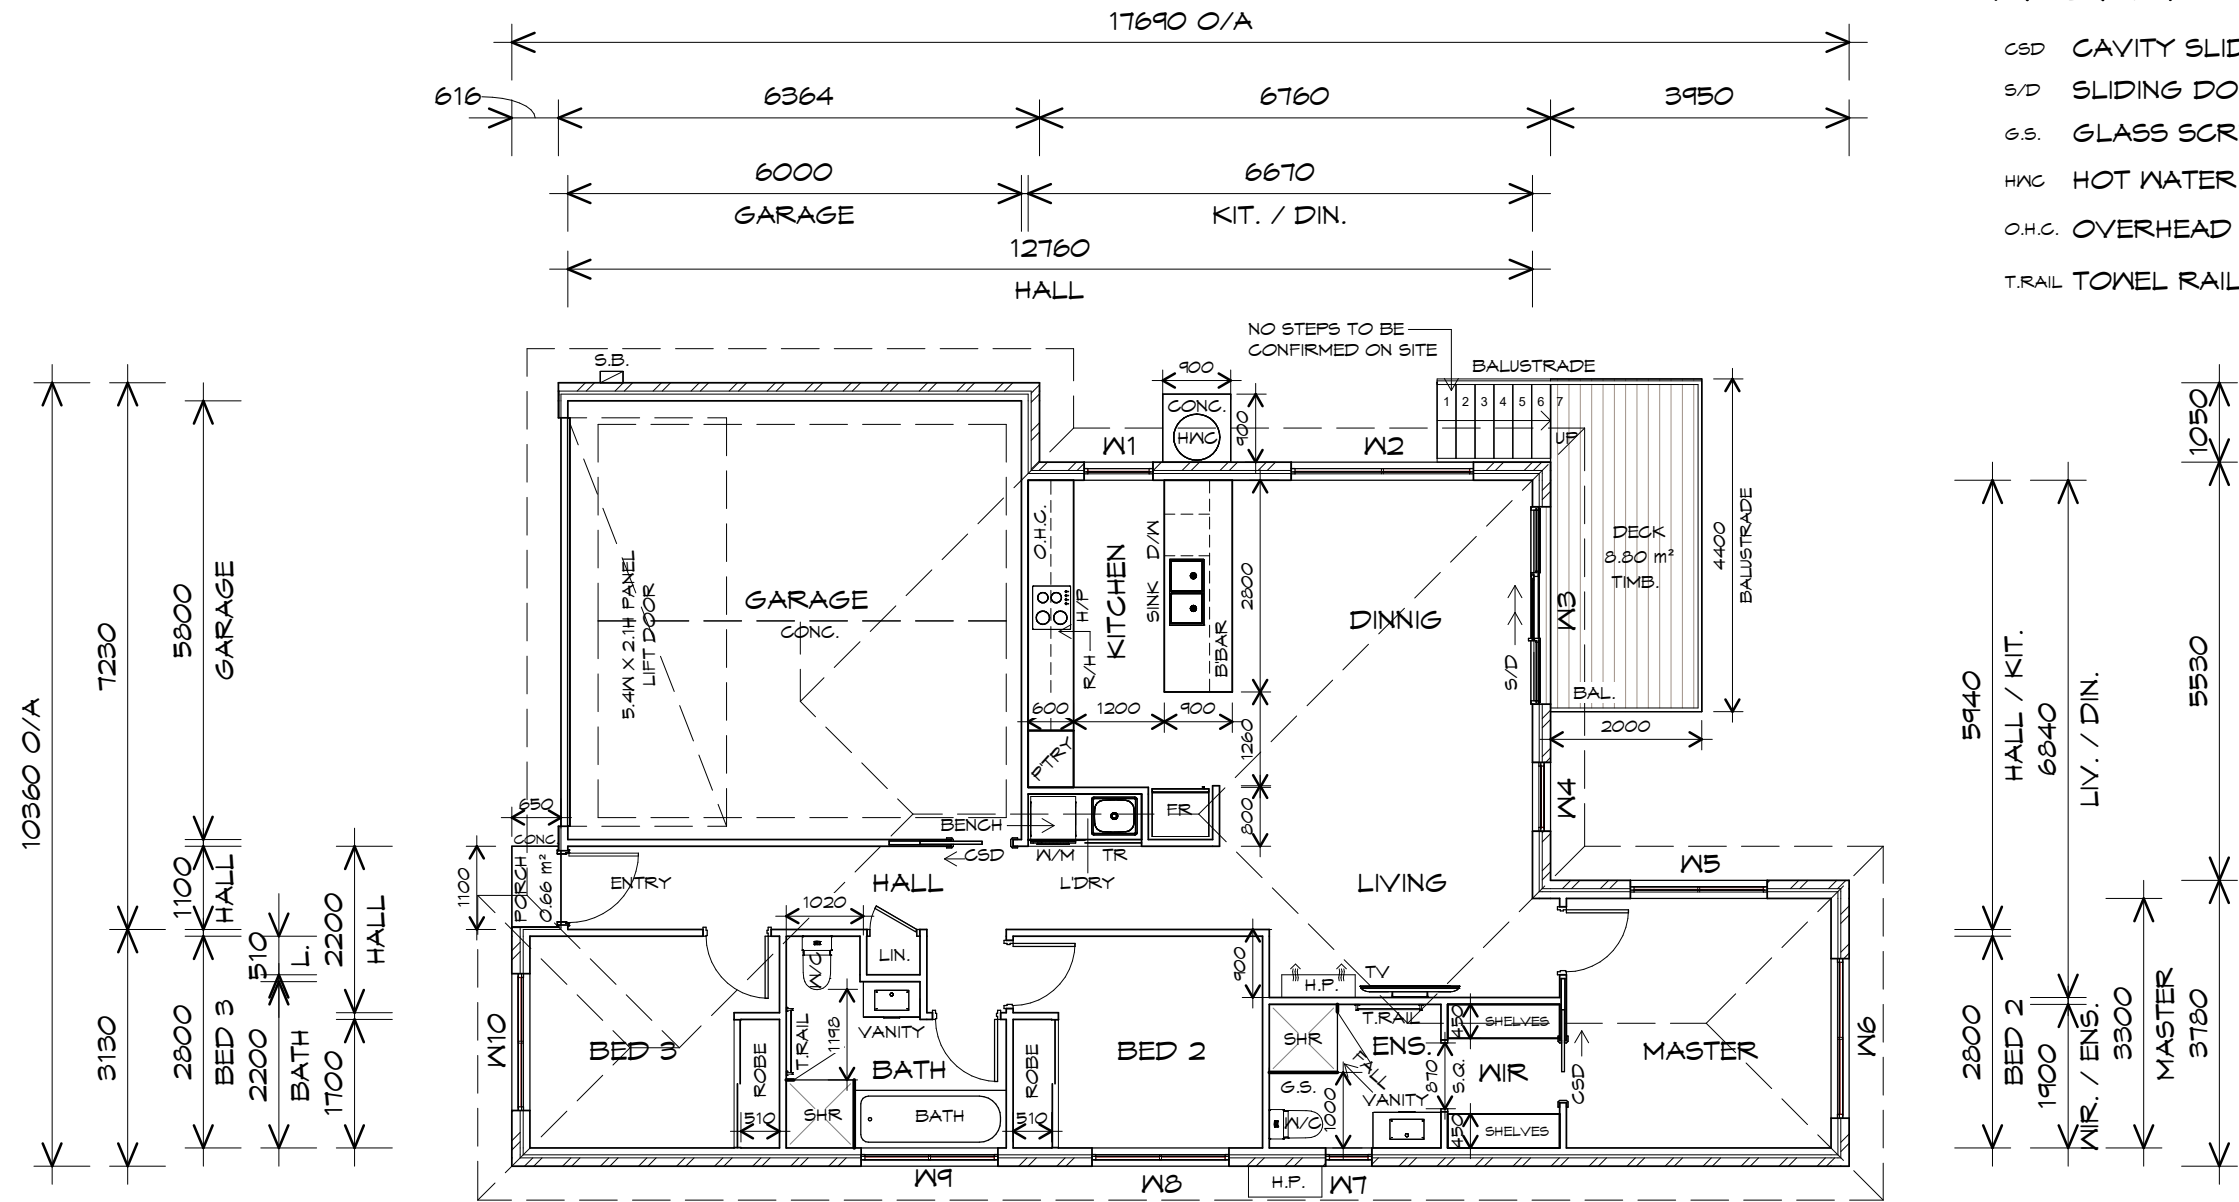 17690 O/A
616
6364
6760
3950
6000
6670
GARAGE
KIT. / DIN.
12760
HALL
CSD CAVITY SLID
S/D SLIDING DO
G.S. GLASS SCR
HWC HOT WATER
O.H.C. OVERHEAD
T.RAIL TOWEL RAIL
NO STEPS TO BE
CONFIRMED ON SITE
BALUSTRADE
S.B.
900
CONC.
HWC
900
1 2 3 4 5 6 7
UP
W1
W2
10360 O/A
7230
3130
5800
GARAGE
1100
HALL
2800
BED 3
510
L.
2200
BATH
2200
HALL
1700
5.4W X 2.1H PANEL
LIFT DOOR
GARAGE
CONC.
O.H.C.
H/P
R/H
KITCHEN
SINK D/W
B'BAR
2800
DINNIG
S/D
W3
DECK
8.80 m²
TIMB.
BAL.
4400
BALUSTRADE
2000
600
1200
900
1260
P'TRY
W4
FR
800
BENCH
W/M
TR
L'DRY
CSD
650
CONC
PORCH
0.66 m²
1100
ENTRY
HALL
LIVING
W5
1020
LIN.
W/C
VANITY
1198
T.RAIL
900
H.P.
TV
W10
BED 3
ROBE
510
BATH
SHR
BATH
ROBE
510
BED 2
SHR
G.S.
W/C
1000
FALL
T.RAIL
ENS.
VANITY
870
S.Q.
450
SHELVES
WIR
450
SHELVES
CSD
MASTER
W6
W9
W8
H.P.
W7
5940
HALL / KIT.
6840
LIV. / DIN.
2800
BED 2
1900
WIR. / ENS.
3300
MASTER
1050
5530
3780